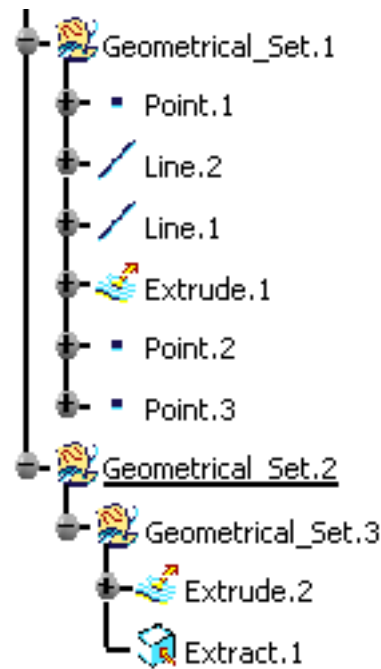 Geometrical_Set.1
Point.1
Line.2
Line.1
Extrude.1
Point.2
Point.3
Geometrical_Set.2
Geometrical_Set.3
Extrude.2
Extract.1